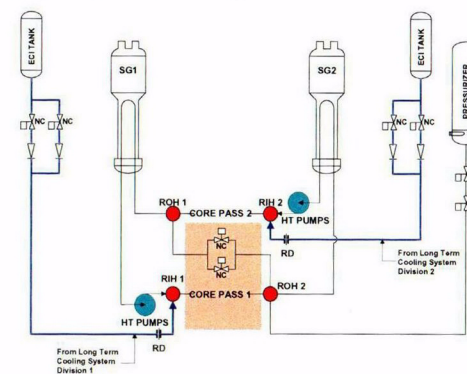 ECI TANK
NC
NC
SG1
SG2
ECI TANK
NC
NC
PRESSURIZER
ROH 1
CORE PASS 2
RIH 2
HT PUMPS
RD
From Long Term
Cooling System
Division 2
NC
RIH 1
CORE PASS 1
ROH 2
HT PUMPS
RD
From Long Term
Cooling System
Division 1